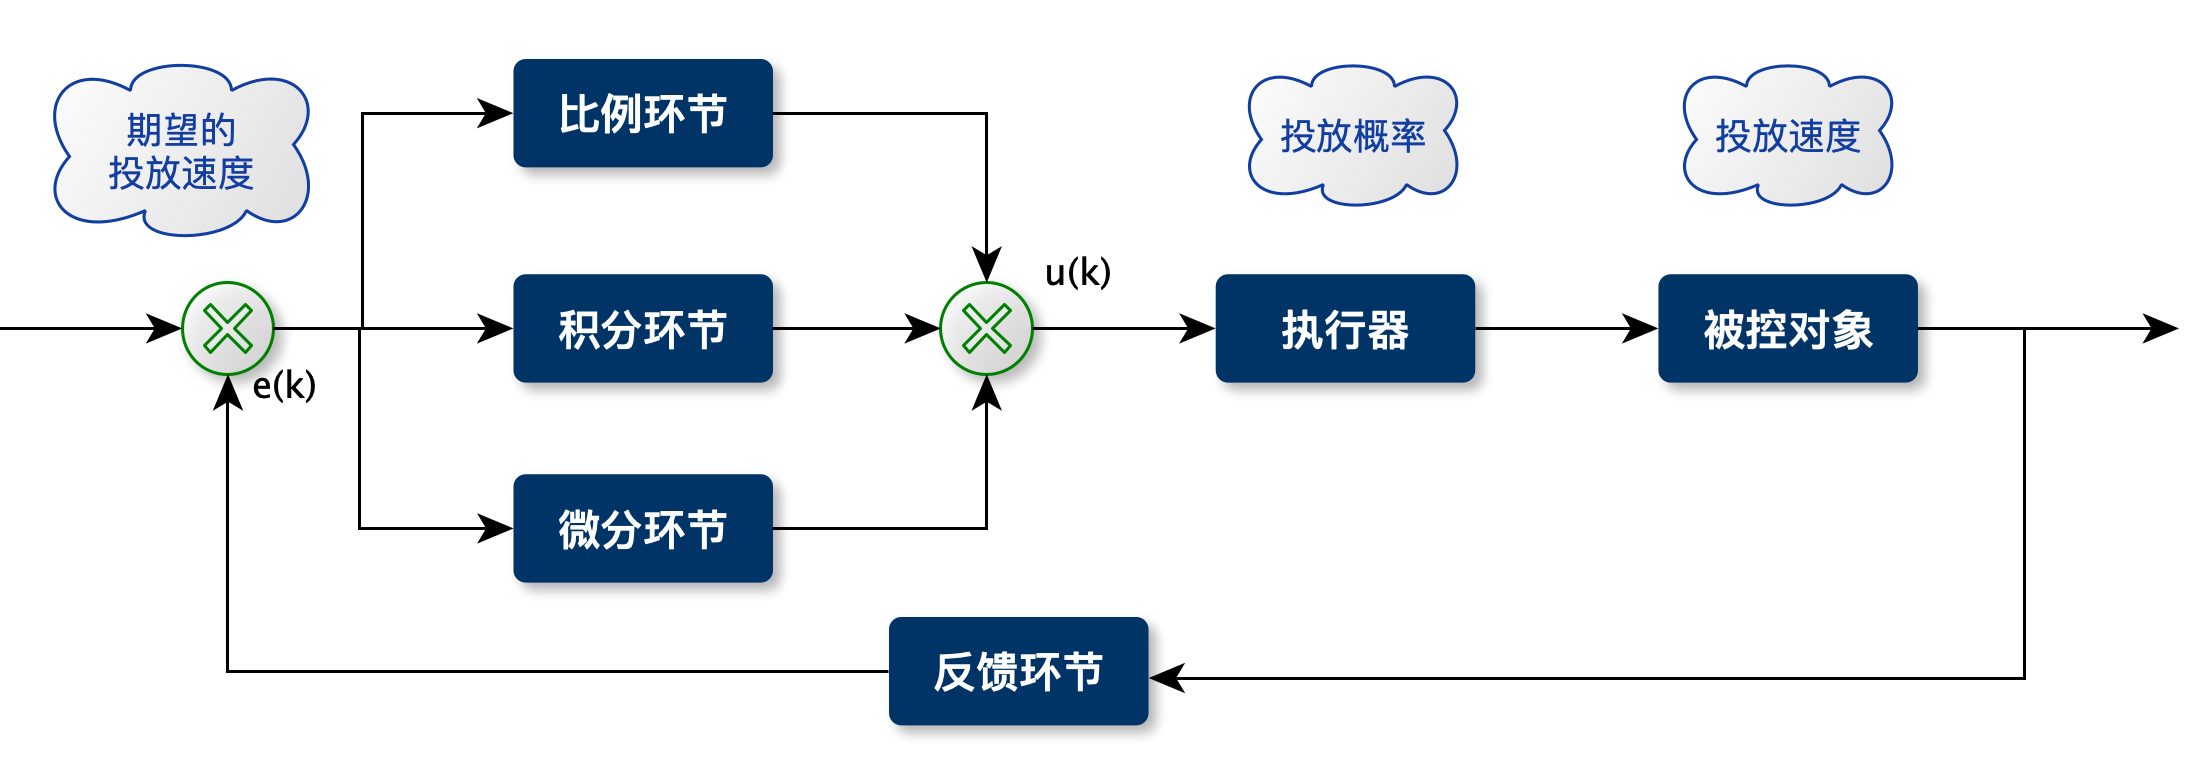 期望的
投放速度
比例环节
投放概率
投放速度
u(k)
积分环节
执行器
被控对象
e(k)
微分环节
反馈环节